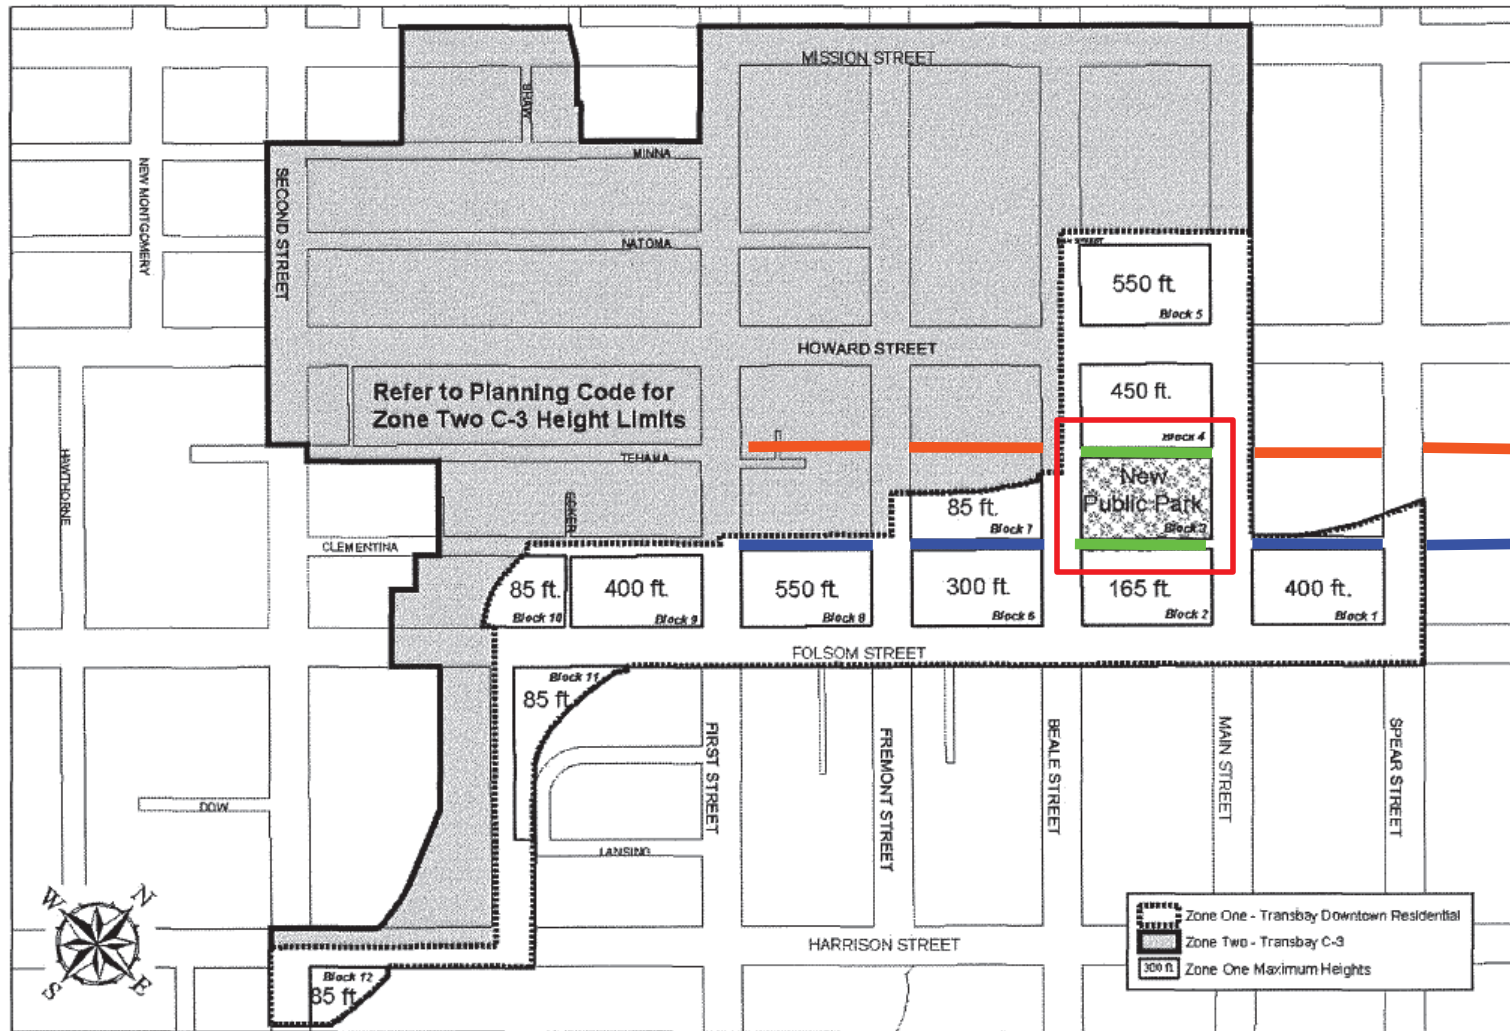 MISSION STREET
SHAW
MINNA
NEW MONTGOMERY
SECOND STREET
NATOMA
550 ft.
Block 5
HOWARD STREET
Refer to Planning Code for
Zone Two C-3 Height Limits
450 ft.
Block 4
TEHAMA
HAWTHORNE
New
Public Park
Block 3
85 ft.
Block 7
ECKER
CLEMENTINA
85 ft.
Block 10
400 ft.
Block 9
550 ft.
Block 8
300 ft.
Block 6
165 ft.
Block 2
400 ft.
Block 1
FOLSOM STREET
Block 11
85 ft.
FIRST STREET
FREMONT STREET
BEALE STREET
MAIN STREET
SPEAR STREET
DOW
LANSING
W
N
S
E
HARRISON STREET
Block 12
85 ft.
Zone One - Transbay Downtown Residential
Zone Two - Transbay C-3
300 ft. Zone One Maximum Heights